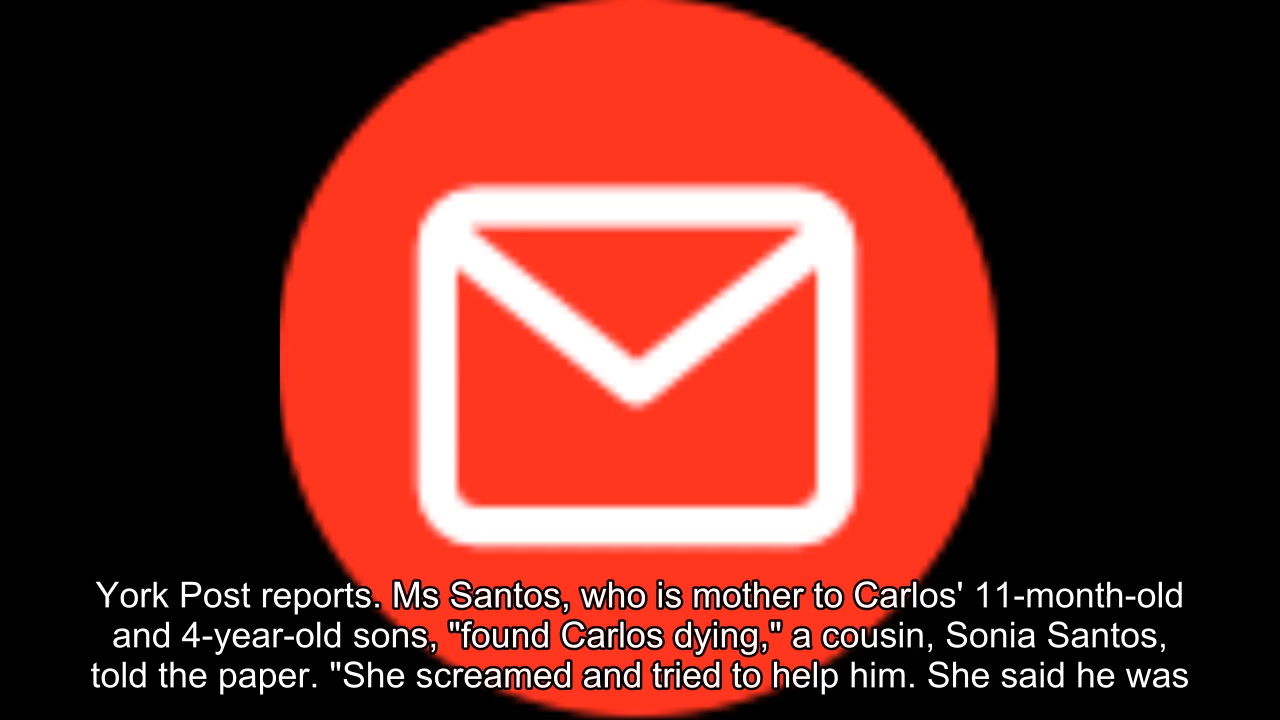 York Post reports. Ms Santos, who is mother to Carlos' 11-month-old
and 4-year-old sons, "found Carlos dying," a cousin, Sonia Santos,
told the paper. "She screamed and tried to help him. She said he was